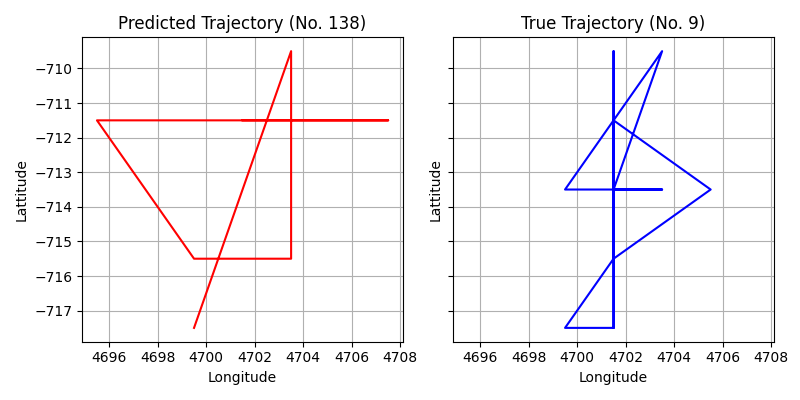 Predicted Trajectory (No. 138)
True Trajectory (No. 9)
−710
−711
−712
−713
−714
−715
−716
−717
Lattitude
Lattitude
4696 4698 4700 4702 4704 4706 4708
4696 4698 4700 4702 4704 4706 4708
Longitude
Longitude